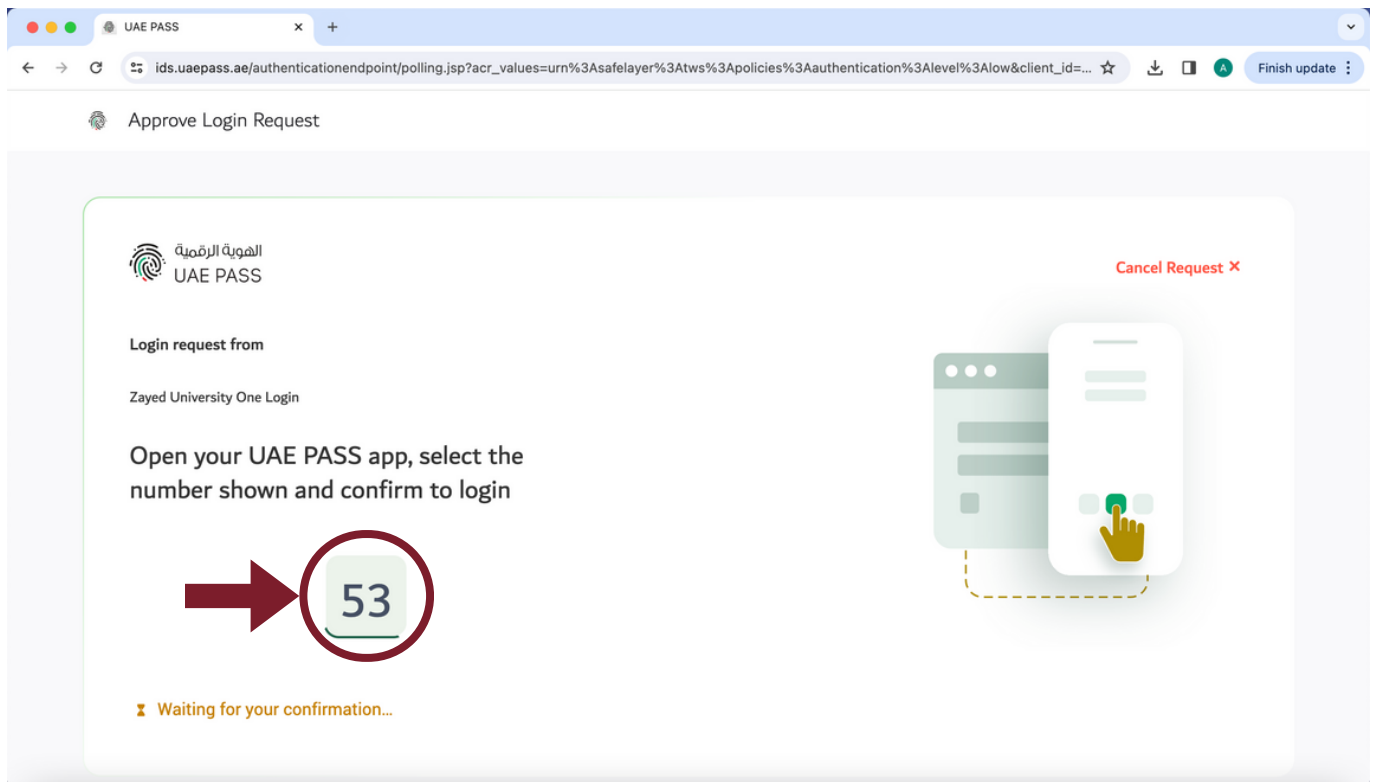 UAE PASS
ids.uaepass.ae/authenticationendpoint/polling.jsp?acr_values=urn%3Asafelayer%3Atws%3Apolicies%3Aauthentication%3Alevel%3Alow&client_id=...
A
Finish update
Approve Login Request
الهوية الرقمية
UAE PASS
Cancel Request ×
Login request from
Zayed University One Login
Open your UAE PASS app, select the
number shown and confirm to login
53
Waiting for your confirmation...